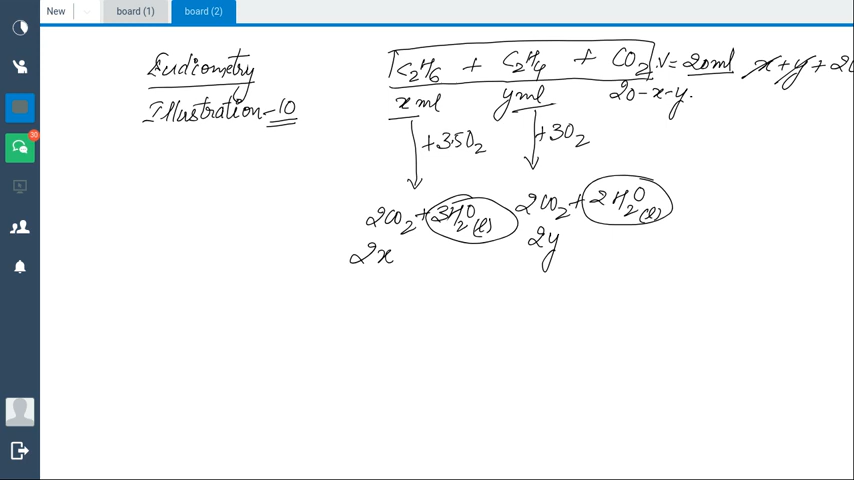 New board (1) board (2)
30
Eudiometry
Illustration-10
C2H6 + C2H4 + CO2 .V = 20ml x+y+20
x ml y ml 20-x-y.
+3.5O2 +3O2
2CO2 + 3H2O(l) 2CO2 + 2H2O(l)
2x 2y